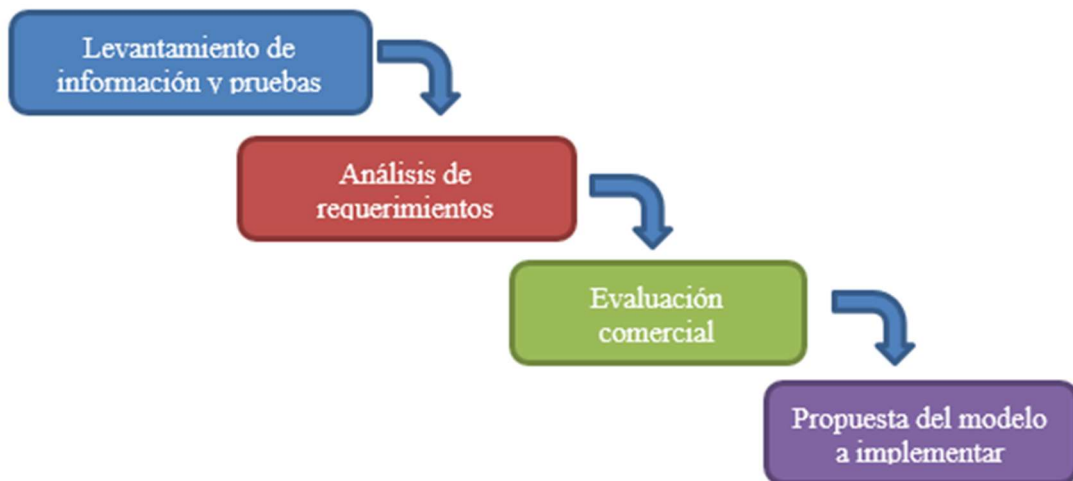 Levantamiento de
información y pruebas
Análisis de
requerimientos
Evaluación
comercial
Propuesta del modelo
a implementar